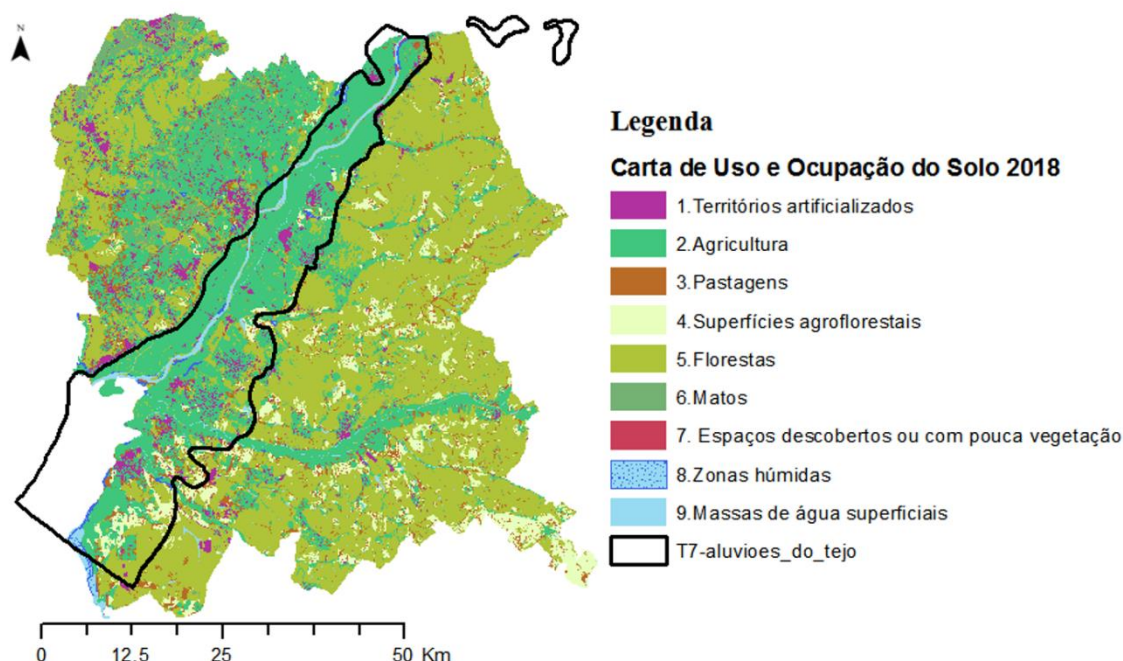 N
Legenda
Carta de Uso e Ocupação do Solo 2018
1.Territórios artificializados
2.Agricultura
3.Pastagens
4.Superfícies agroflorestais
5.Florestas
6.Matos
7. Espaços descobertos ou com pouca vegetação
8.Zonas húmidas
9.Massas de água superficiais
T7-aluvioes_do_tejo
0 12.5 25 50 Km